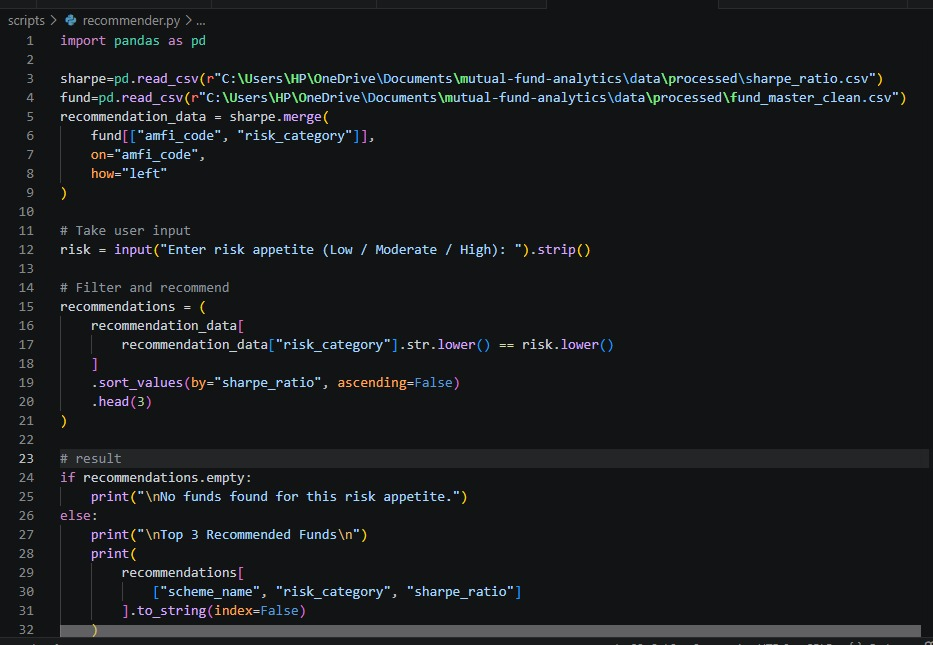 scripts > recommender.py > ...
1 import pandas as pd
2
3 sharpe=pd.read_csv(r"C:\Users\HP\OneDrive\Documents\mutual-fund-analytics\data\processed\sharpe_ratio.csv")
4 fund=pd.read_csv(r"C:\Users\HP\OneDrive\Documents\mutual-fund-analytics\data\processed\fund_master_clean.csv")
5 recommendation_data = sharpe.merge(
6     fund[["amfi_code", "risk_category"]],
7     on="amfi_code",
8     how="left"
9 )
10
11 # Take user input
12 risk = input("Enter risk appetite (Low / Moderate / High): ").strip()
13
14 # Filter and recommend
15 recommendations = (
16     recommendation_data[
17         recommendation_data["risk_category"].str.lower() == risk.lower()
18     ]
19     .sort_values(by="sharpe_ratio", ascending=False)
20     .head(3)
21 )
22
23 # result
24 if recommendations.empty:
25     print("\nNo funds found for this risk appetite.")
26 else:
27     print("\nTop 3 Recommended Funds\n")
28     print(
29         recommendations[
30             ["scheme_name", "risk_category", "sharpe_ratio"]
31         ].to_string(index=False)
32     )